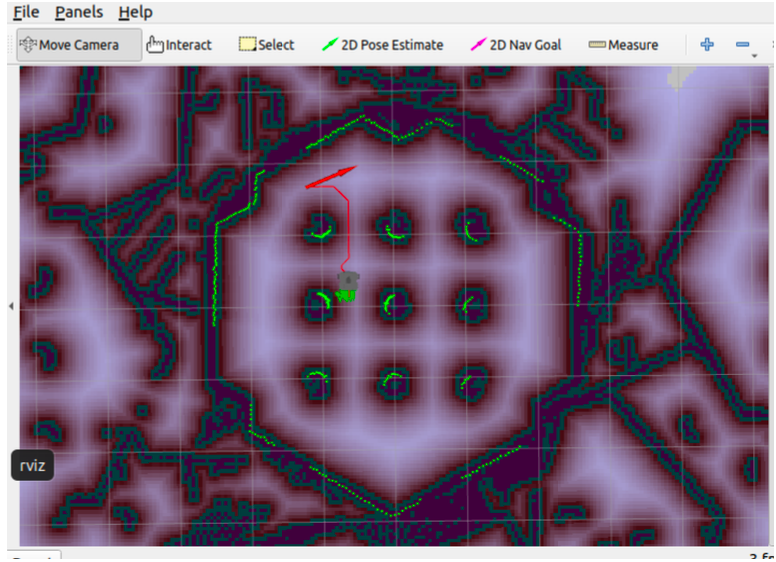 File Panels Help
Move Camera Interact Select 2D Pose Estimate 2D Nav Goal Measure
rviz